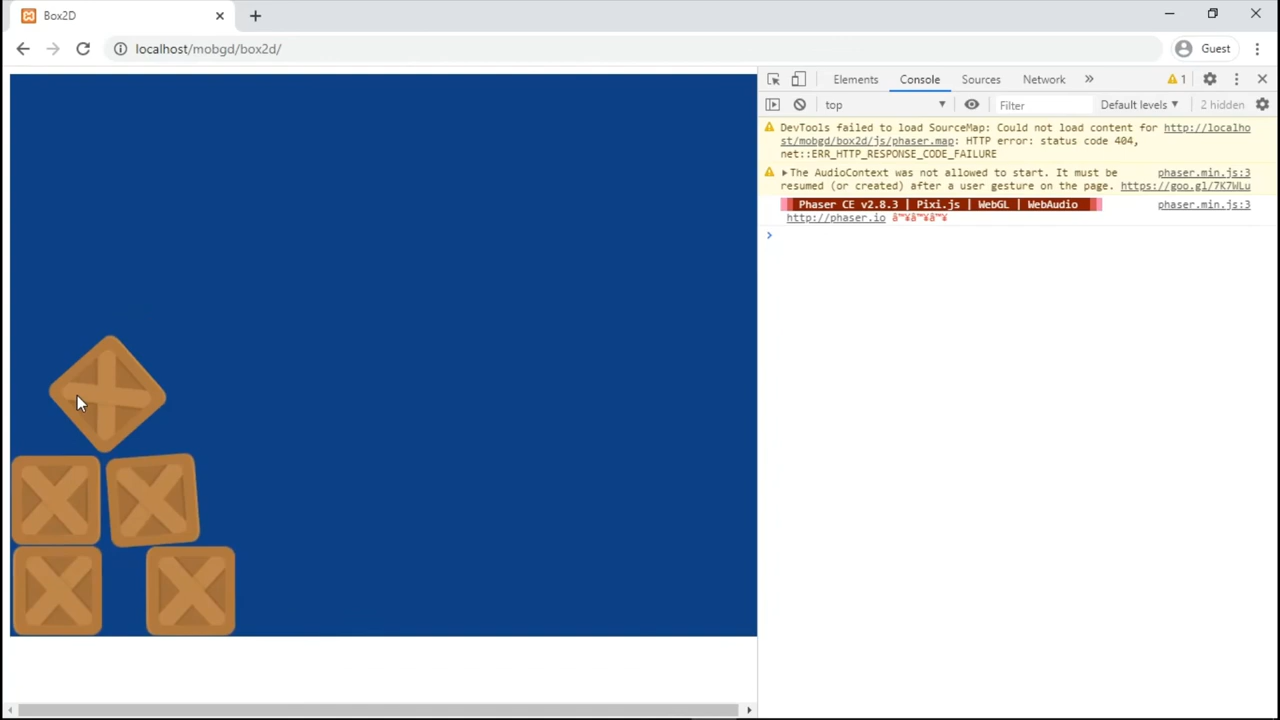 Box2D
localhost/mobgd/box2d/
Guest
Elements Console Sources Network » 1
top Filter Default levels 2 hidden
DevTools failed to load SourceMap: Could not load content for http://localho
st/mobgd/box2d/js/phaser.map: HTTP error: status code 404,
net::ERR_HTTP_RESPONSE_CODE_FAILURE
The AudioContext was not allowed to start. It must be phaser.min.js:3
resumed (or created) after a user gesture on the page. https://goo.gl/7K7WLu
Phaser CE v2.8.3 | Pixi.js | WebGL | WebAudio phaser.min.js:3
http://phaser.io â™¥â™¥â™¥